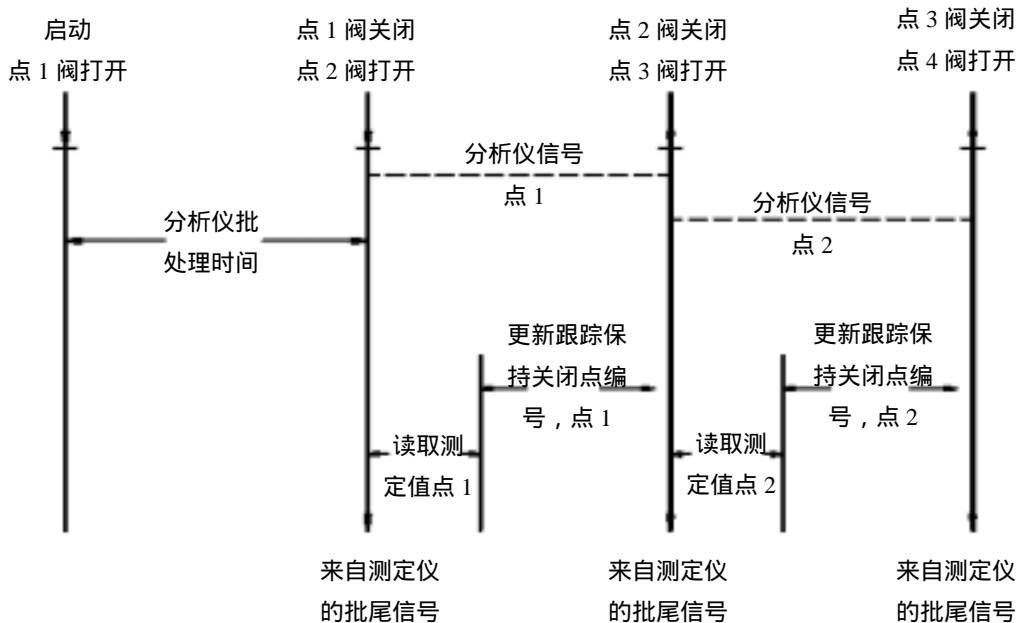 启动
点 1 阀打开
点 1 阀关闭
点 2 阀打开
点 2 阀关闭
点 3 阀打开
点 3 阀关闭
点 4 阀打开
分析仪信号
点 1
分析仪信号
点 2
分析仪批
处理时间
更新跟踪保
持关闭点编
号，点 1
更新跟踪保
持关闭点编
号，点 2
读取测
定值点 1
读取测
定值点 2
来自测定仪
的批尾信号
来自测定仪
的批尾信号
来自测定仪
的批尾信号